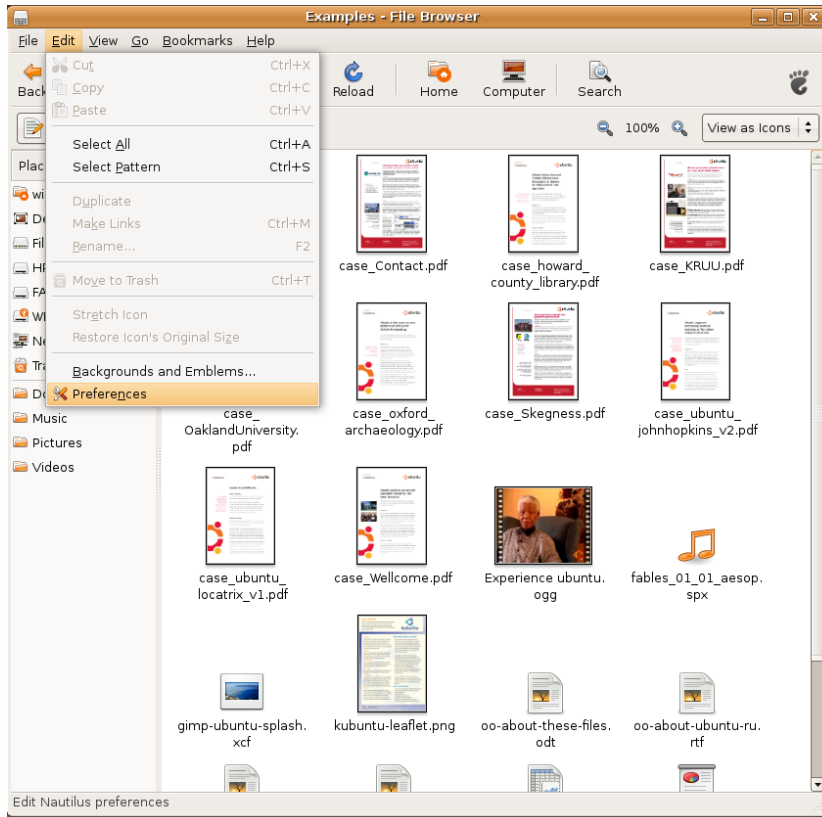 Examples - File Browser
File Edit View Go Bookmarks Help
Back
Reload
Home
Computer
Search
Cut Ctrl+X
Copy Ctrl+C
Paste Ctrl+V
Select All Ctrl+A
Select Pattern Ctrl+S
Duplicate
Make Links Ctrl+M
Rename... F2
Move to Trash Ctrl+T
Stretch Icon
Restore Icon's Original Size
Backgrounds and Emblems...
Preferences
100%
View as Icons
Music
Pictures
Videos
case_Contact.pdf
case_howard_
county_library.pdf
case_KRUU.pdf
case_
OaklandUniversity.
pdf
case_oxford_
archaeology.pdf
case_Skegness.pdf
case_ubuntu_
johnhopkins_v2.pdf
case_ubuntu_
locatrix_v1.pdf
case_Wellcome.pdf
Experience ubuntu.
ogg
fables_01_01_aesop.
spx
gimp-ubuntu-splash.
xcf
kubuntu-leaflet.png
oo-about-these-files.
odt
oo-about-ubuntu-ru.
rtf
Edit Nautilus preferences